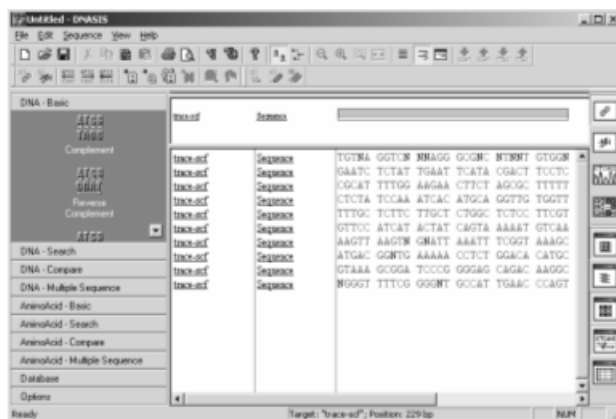 Untitled - DNASIS
File Edit Sequence View Help
DNA - Basic
ATCG
TAGC
Complement
ATCG
Reverse
Complement
ATCG
DNA - Search
DNA - Compare
DNA - Multiple Sequence
AminoAcid - Basic
AminoAcid - Search
AminoAcid - Compare
AminoAcid - Multiple Sequence
Database
Options
trace-scf Sequence
trace-scf Sequence TGTNA GGTCN NNAGG GCGNC NTNNT GTGGN
trace-scf Sequence GAATC TCTAT TGAAT TCATA CGACT TCCTC
trace-scf Sequence CGCAT TTTGG AAGAA CTTCT AGCGC TTTTT
trace-scf Sequence CTCTA TCCAA ATCAC ATGCA GGTTG TGGTT
trace-scf Sequence TTTGC TCTTC TTGCT CTGGC TCTCC TTCGT
trace-scf Sequence GTTCC ATCAT ACTAT CAGTA AAAAT GTCAA
trace-scf Sequence AAGTT AAGTN GNATT AAATT TCGGT AAAGC
trace-scf Sequence ATGAC GGNTG AAAAA CCTCT GGACA CATGC
trace-scf Sequence GTAAA GCGGA TCCCG GGGAG CAGAC AAGGC
trace-scf Sequence NGGGT TTTCG GGGNT GCCAT TGAAC CCAGT
Ready Target: "trace-scf"; Position: 229 bp NUM